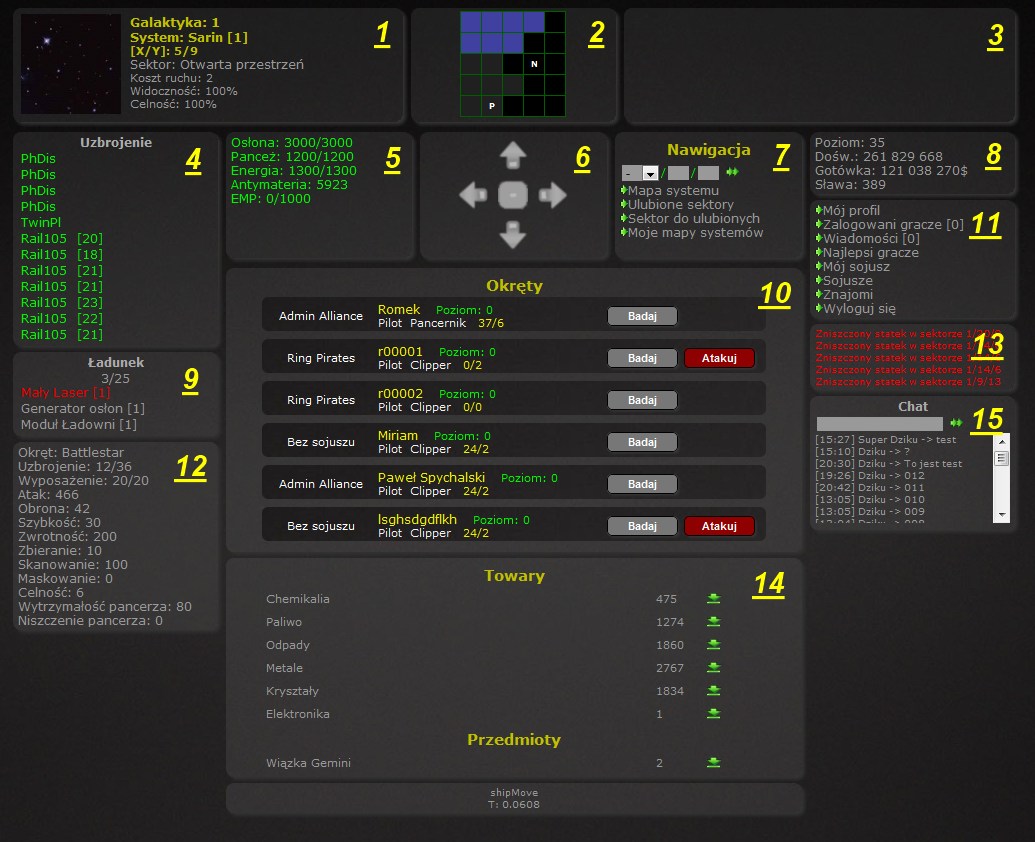 Galaktyka: 1
System: Sarin [1]
[X/Y]: 5/9
Sektor: Otwarta przestrzeń
Koszt ruchu: 2
Widoczność: 100%
Celność: 100%
1
N
P
2
3
Uzbrojenie
PhDis
PhDis
PhDis
PhDis
TwinPl
Rail105 [20]
Rail105 [18]
Rail105 [21]
Rail105 [21]
Rail105 [23]
Rail105 [22]
Rail105 [21]
4
Osłona: 3000/3000
Panceż: 1200/1200
Energia: 1300/1300
Antymateria: 5923
EMP: 0/1000
5
6
Nawigacja
- / /
Mapa systemu
Ulubione sektory
Sektor do ulubionych
Moje mapy systemów
7
Poziom: 35
Dośw.: 261 829 668
Gotówka: 121 038 270$
Sława: 389
8
Ładunek
3/25
Mały Laser [1]
Generator osłon [1]
Moduł Ładowni [1]
9
Okręty
10
Admin Alliance Romek Poziom: 0 Badaj
Pilot Pancernik 37/6
Ring Pirates r00001 Poziom: 0 Badaj Atakuj
Pilot Clipper 0/2
Ring Pirates r00002 Poziom: 0 Badaj
Pilot Clipper 0/0
Bez sojuszu Miriam Poziom: 0 Badaj
Pilot Clipper 24/2
Admin Alliance Paweł Spychalski Poziom: 0 Badaj
Pilot Clipper 24/2
Bez sojuszu lsghsdgdflkh Poziom: 0 Badaj Atakuj
Pilot Clipper 24/2
Mój profil
Zalogowani gracze [0]
Wiadomości [0]
Najlepsi gracze
Mój sojusz
Sojusze
Znajomi
Wyloguj się
11
Okręt: Battlestar
Uzbrojenie: 12/36
Wyposażenie: 20/20
Atak: 466
Obrona: 42
Szybkość: 30
Zwrotność: 200
Zbieranie: 10
Skanowanie: 100
Maskowanie: 0
Celność: 6
Wytrzymałość pancerza: 80
Niszczenie pancerza: 0
12
Zniszczony statek w sektorze
Zniszczony statek w sektorze
Zniszczony statek w sektorze
Zniszczony statek w sektorze 1/14/6
Zniszczony statek w sektorze 1/9/13
13
Towary
14
Chemikalia 475
Paliwo 1274
Odpady 1860
Metale 2767
Kryształy 1834
Elektronika 1
Przedmioty
Wiązka Gemini 2
Chat
15
[15:27] Super Dziku -> test
[15:10] Dziku -> ?
[20:30] Dziku -> To jest test
[19:26] Dziku -> 012
[20:42] Dziku -> 011
[13:05] Dziku -> 010
[13:05] Dziku -> 009
shipMove
T: 0.0608